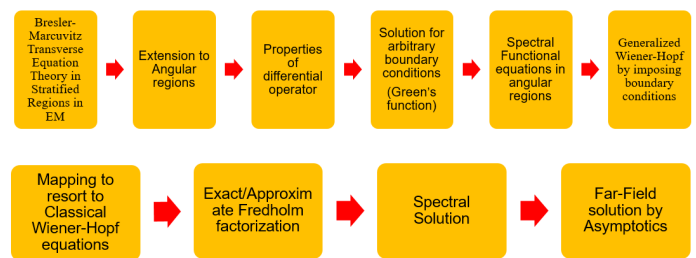 Bresler-
Marcuvitz
Transverse
Equation
Theory in
Stratified
Regions in
EM
Extension to
Angular
regions
Properties
of
differential
operator
Solution for
arbitrary
boundary
conditions
(Green's
function)
Spectral
Functional
equations in
angular
regions
Generalized
Wiener-Hopf
by imposing
boundary
conditions
Mapping to
resort to
Classical
Wiener-Hopf
equations
Exact/Approxim
ate Fredholm
factorization
Spectral
Solution
Far-Field
solution by
Asymptotics